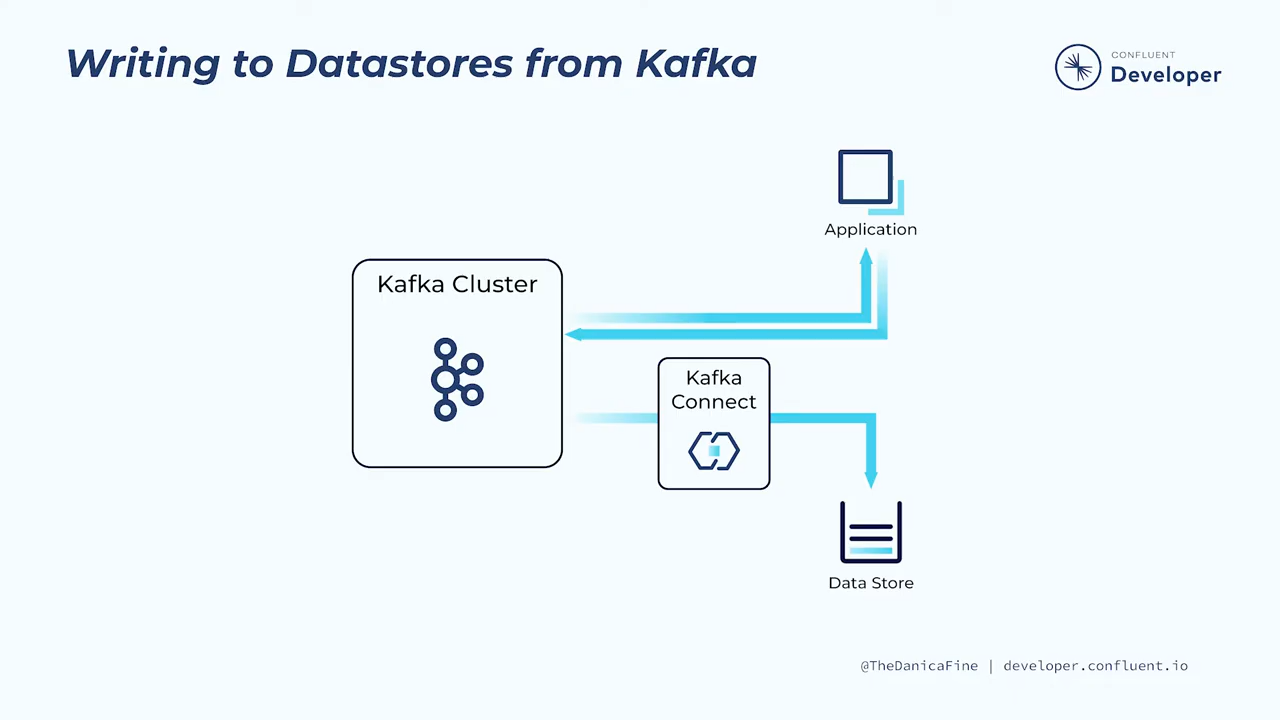 Writing to Datastores from Kafka
CONFLUENT
Developer
Application
Kafka Cluster
Kafka
Connect
Data Store
@TheDanicaFine | developer.confluent.io